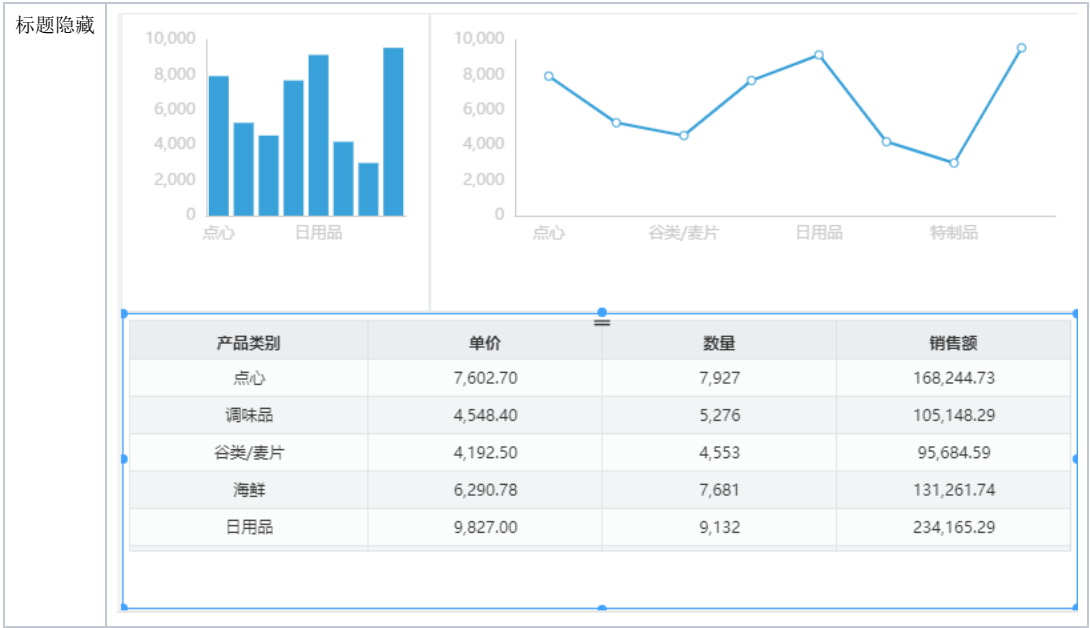 标题隐藏
10,000
8,000
6,000
4,000
2,000
0
点心 日用品
10,000
8,000
6,000
4,000
2,000
0
点心 谷类/麦片 日用品 特制品
产品类别 单价 数量 销售额
点心 7,602.70 7,927 168,244.73
调味品 4,548.40 5,276 105,148.29
谷类/麦片 4,192.50 4,553 95,684.59
海鲜 6,290.78 7,681 131,261.74
日用品 9,827.00 9,132 234,165.29